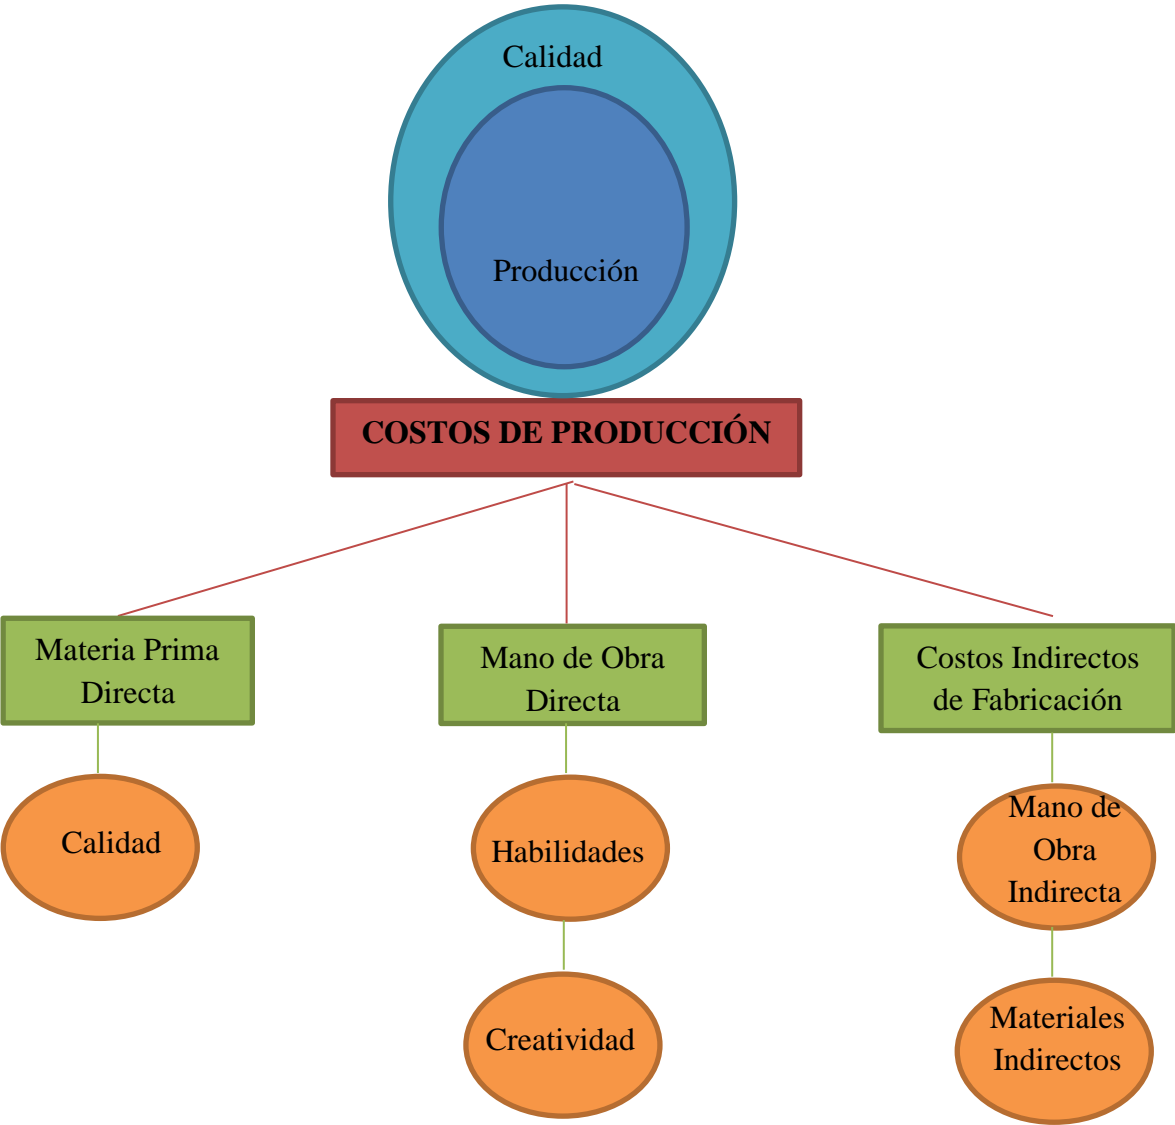 Calidad
Producción
COSTOS DE PRODUCCIÓN
Materia Prima
Directa
Mano de Obra
Directa
Costos Indirectos
de Fabricación
Calidad
Habilidades
Mano de
Obra
Indirecta
Creatividad
Materiales
Indirectos